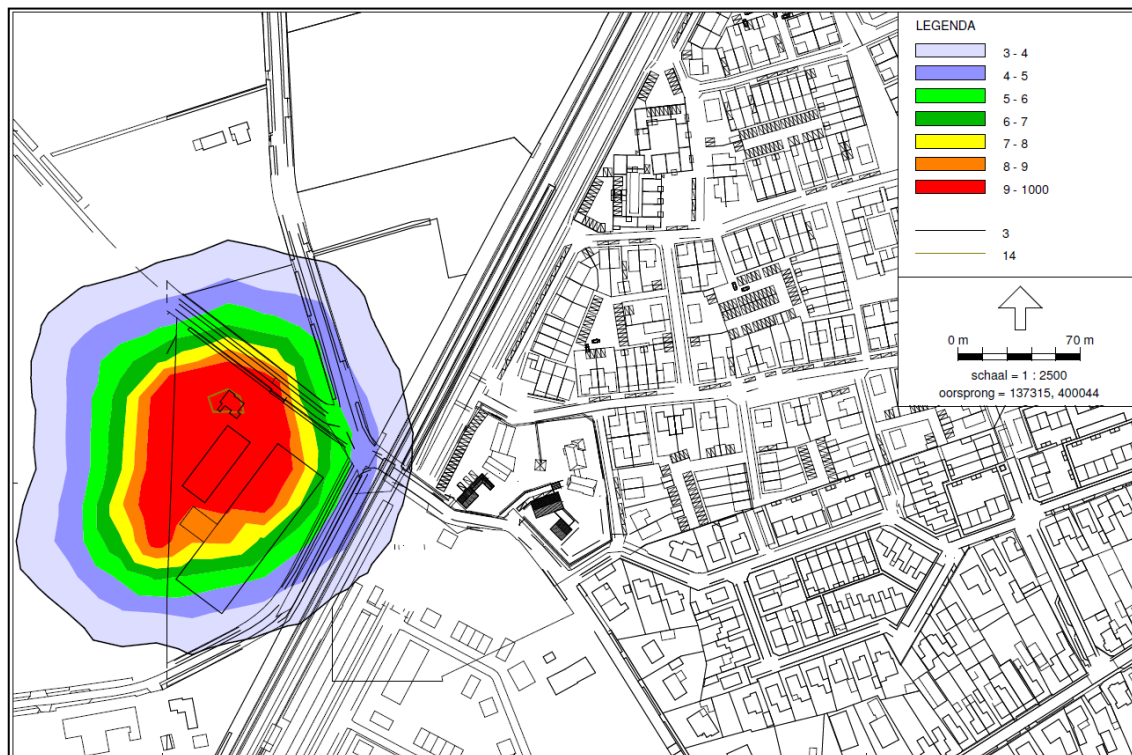 LEGENDA
3 - 4
4 - 5
5 - 6
6 - 7
7 - 8
8 - 9
9 - 1000
3
14
0 m 70 m
schaal = 1 : 2500
oorsprong = 137315, 400044